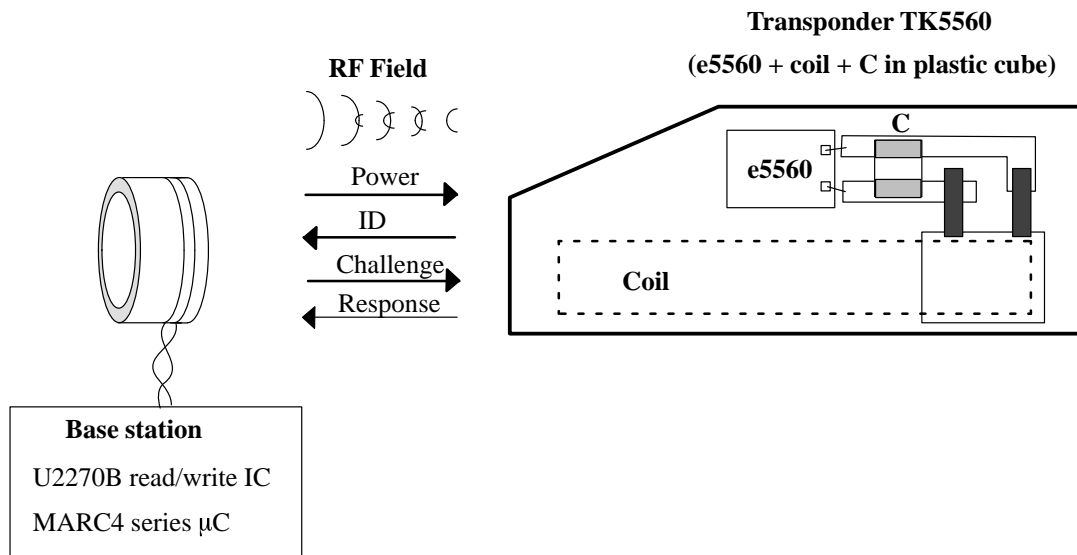 Transponder TK5560
(e5560 + coil + C in plastic cube)
RF Field
Power
ID
Challenge
Response
C
e5560
Coil
Base station
U2270B read/write IC
MARC4 series μC